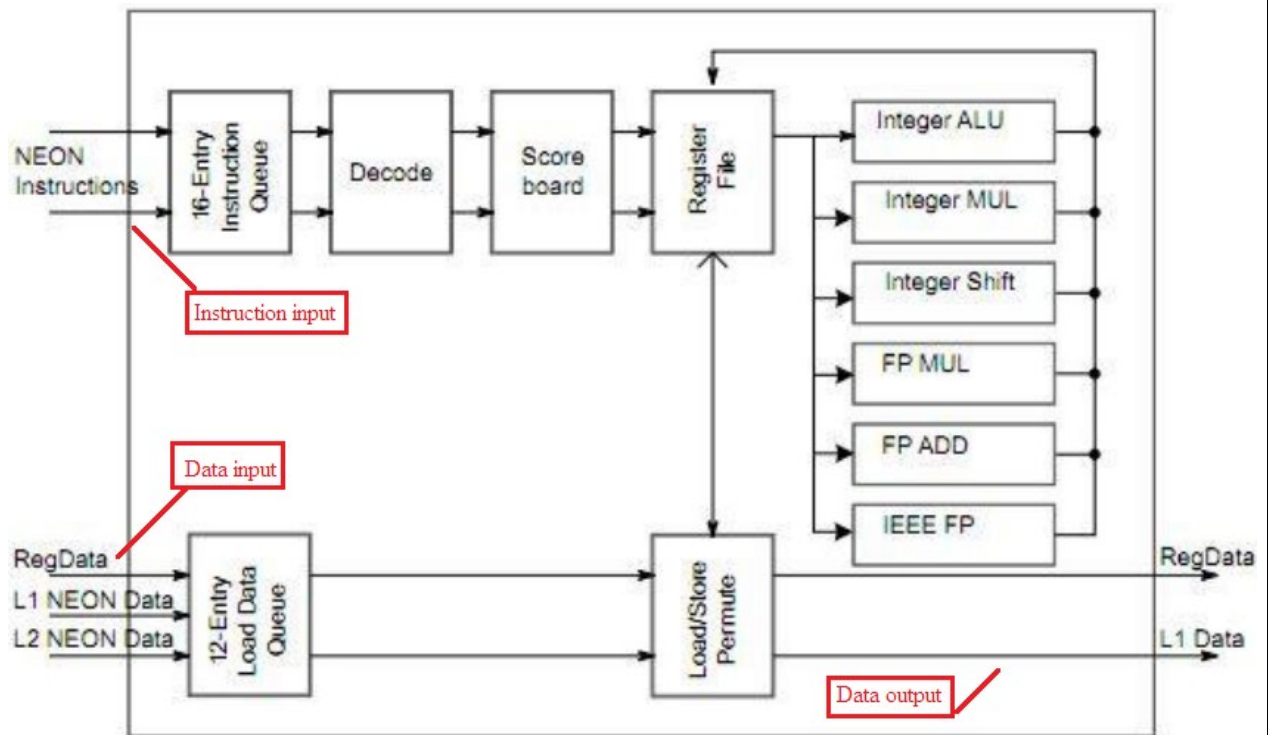 NEON
Instructions
16-Entry
Instruction
Queue
Decode
Score
board
Register
File
Integer ALU
Integer MUL
Integer Shift
FP MUL
FP ADD
IEEE FP
Instruction input
Data input
RegData
L1 NEON Data
L2 NEON Data
12-Entry
Load Data
Queue
Load/Store
Permute
RegData
L1 Data
Data output